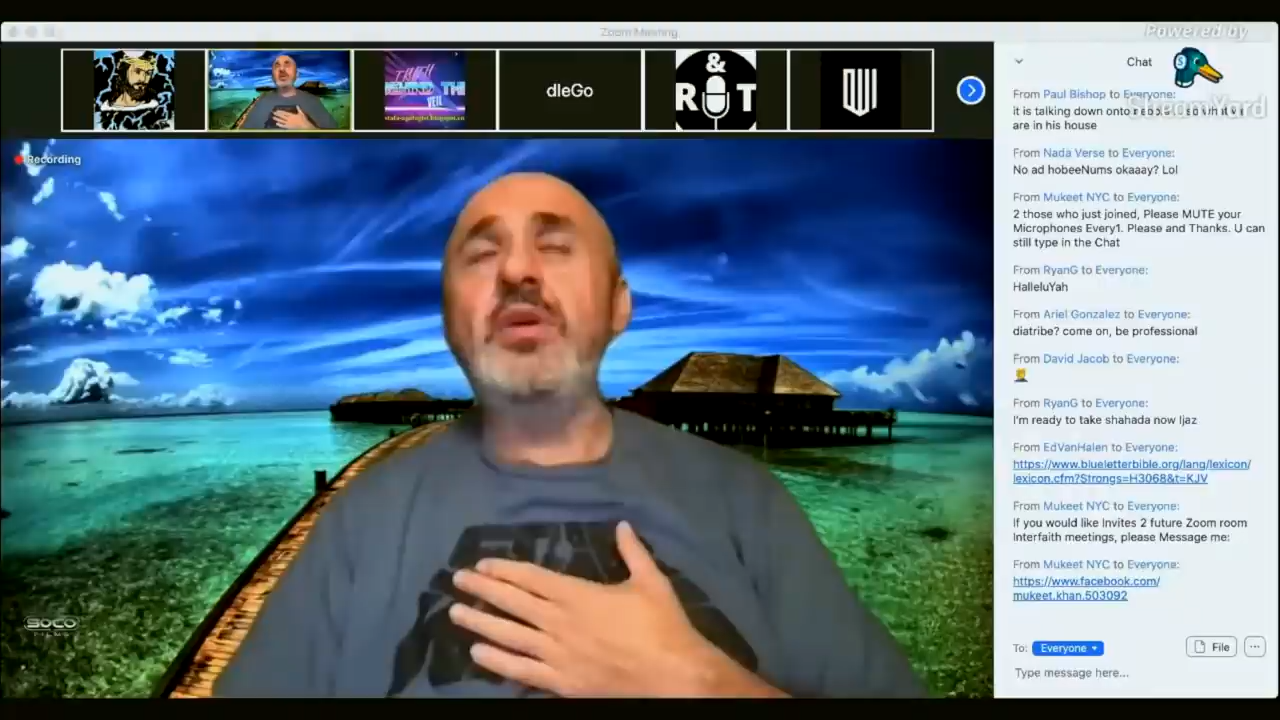 Zoom Meeting
Powered by
StreamYard
TRUTH
BEHIND THE
VEIL
dleGo
&
R T
Recording
SOCO
FILMS
Chat
From Paul Bishop to Everyone:
it is talking down onto
are in his house
From Nada Verse to Everyone:
No ad hobeeNums okaaay? Lol
From Mukeet NYC to Everyone:
2 those who just joined, Please MUTE your
Microphones Every1. Please and Thanks. U can
still type in the Chat
From RyanG to Everyone:
HalleluYah
From Ariel Gonzalez to Everyone:
diatribe? come on, be professional
From David Jacob to Everyone:
From RyanG to Everyone:
I'm ready to take shahada now Ijaz
From EdVanHalen to Everyone:
https://www.blueletterbible.org/lang/lexicon/
lexicon.cfm?Strongs=H3068&t=KJV
From Mukeet NYC to Everyone:
If you would like Invites 2 future Zoom room
Interfaith meetings, please Message me:
From Mukeet NYC to Everyone:
https://www.facebook.com/
mukeet.khan.503092
To: Everyone
File
Type message here...